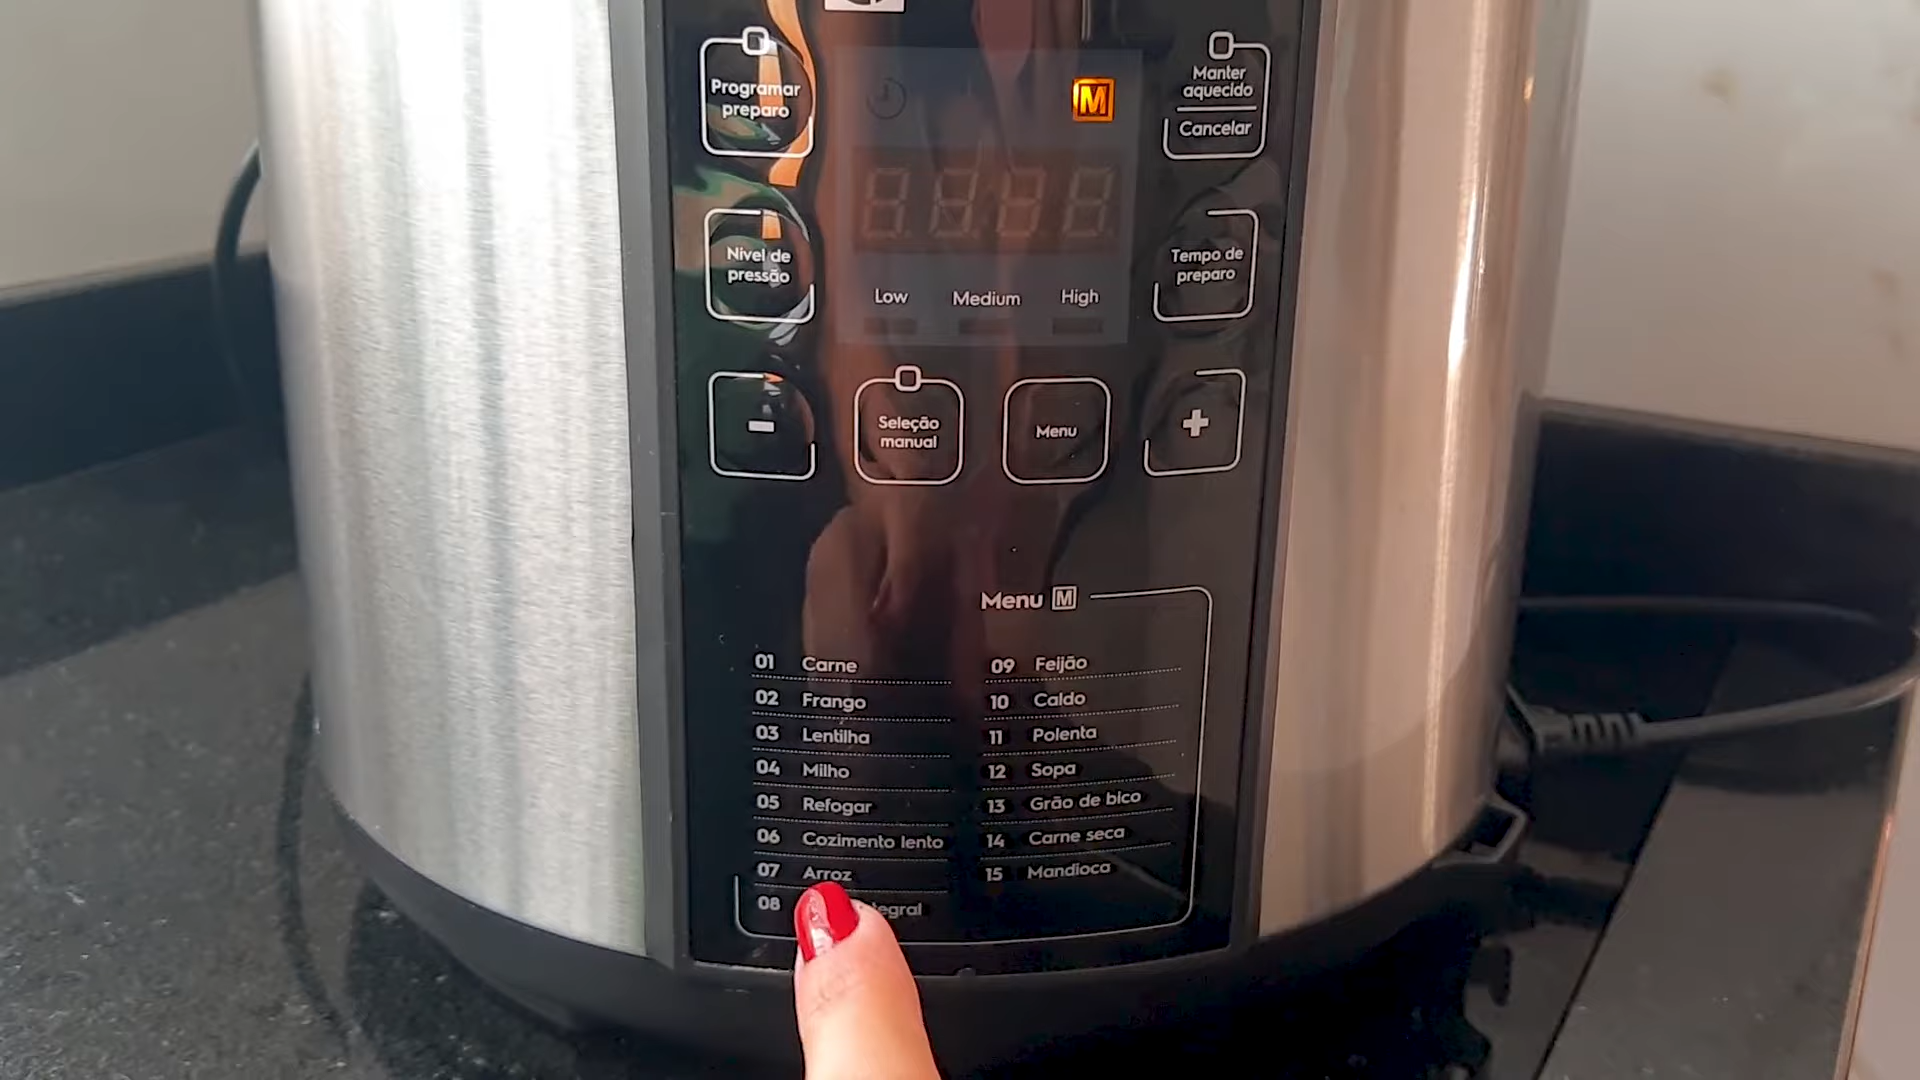 Programar
preparo
M
Manter
aquecido
Cancelar
Nível de
pressão
Tempo de
preparo
Low Medium High
-
Seleção
manual
Menu
+
Menu M
01 Carne
02 Frango
03 Lentilha
04 Milho
05 Refogar
06 Cozimento lento
07 Arroz
08
09 Feijão
10 Caldo
11 Polenta
12 Sopa
13 Grão de bico
14 Carne seca
15 Mandioca